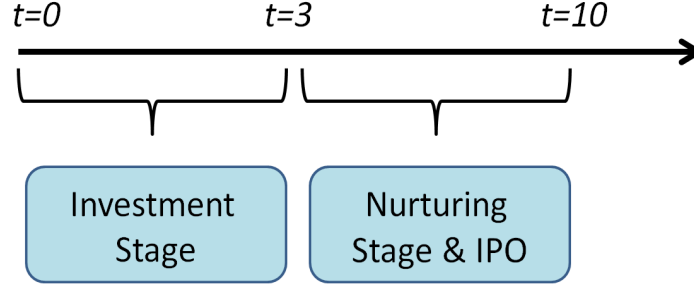 t=0 t=3 t=10
Investment
Stage
Nurturing
Stage & IPO